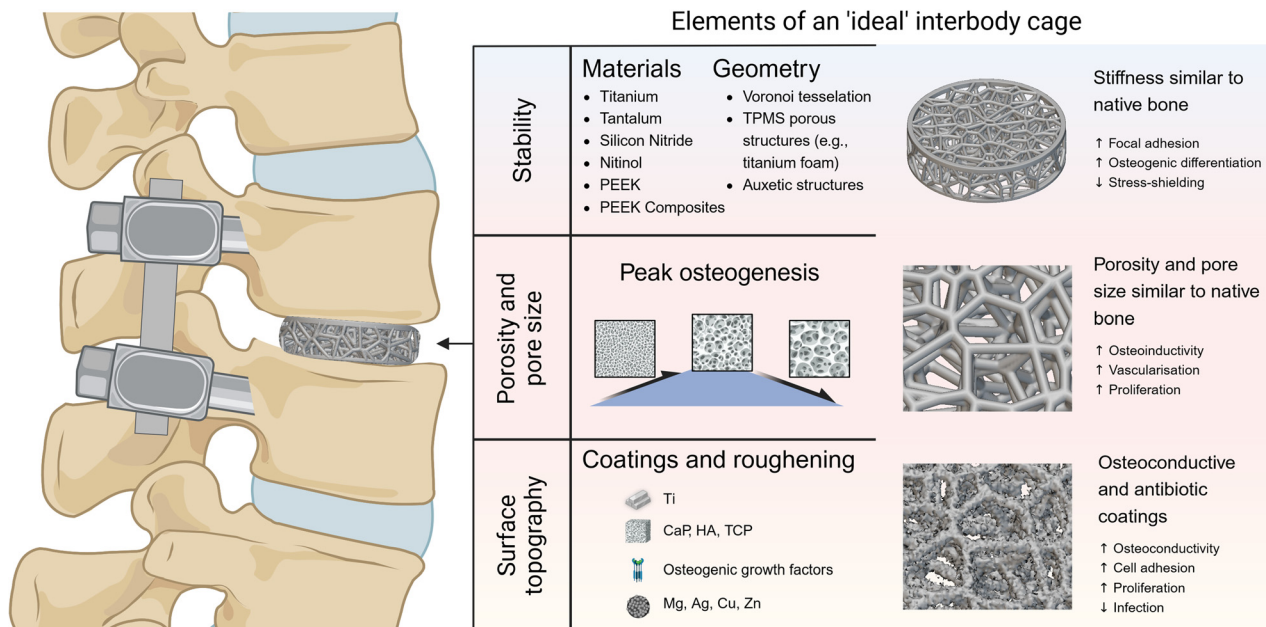 Elements of an 'ideal' interbody cage
Stability
Materials
• Titanium
• Tantalum
• Silicon Nitride
• Nitinol
• PEEK
• PEEK Composites
Geometry
• Voronoi tesselation
• TPMS porous
structures (e.g.,
titanium foam)
• Auxetic structures
Stiffness similar to
native bone
↑ Focal adhesion
↑ Osteogenic differentiation
↓ Stress-shielding
Porosity and
pore size
Peak osteogenesis
Porosity and pore
size similar to native
bone
↑ Osteoinductivity
↑ Vascularisation
↑ Proliferation
Surface
topography
Coatings and roughening
Ti
CaP, HA, TCP
Osteogenic growth factors
Mg, Ag, Cu, Zn
Osteoconductive
and antibiotic
coatings
↑ Osteoconductivity
↑ Cell adhesion
↑ Proliferation
↓ Infection